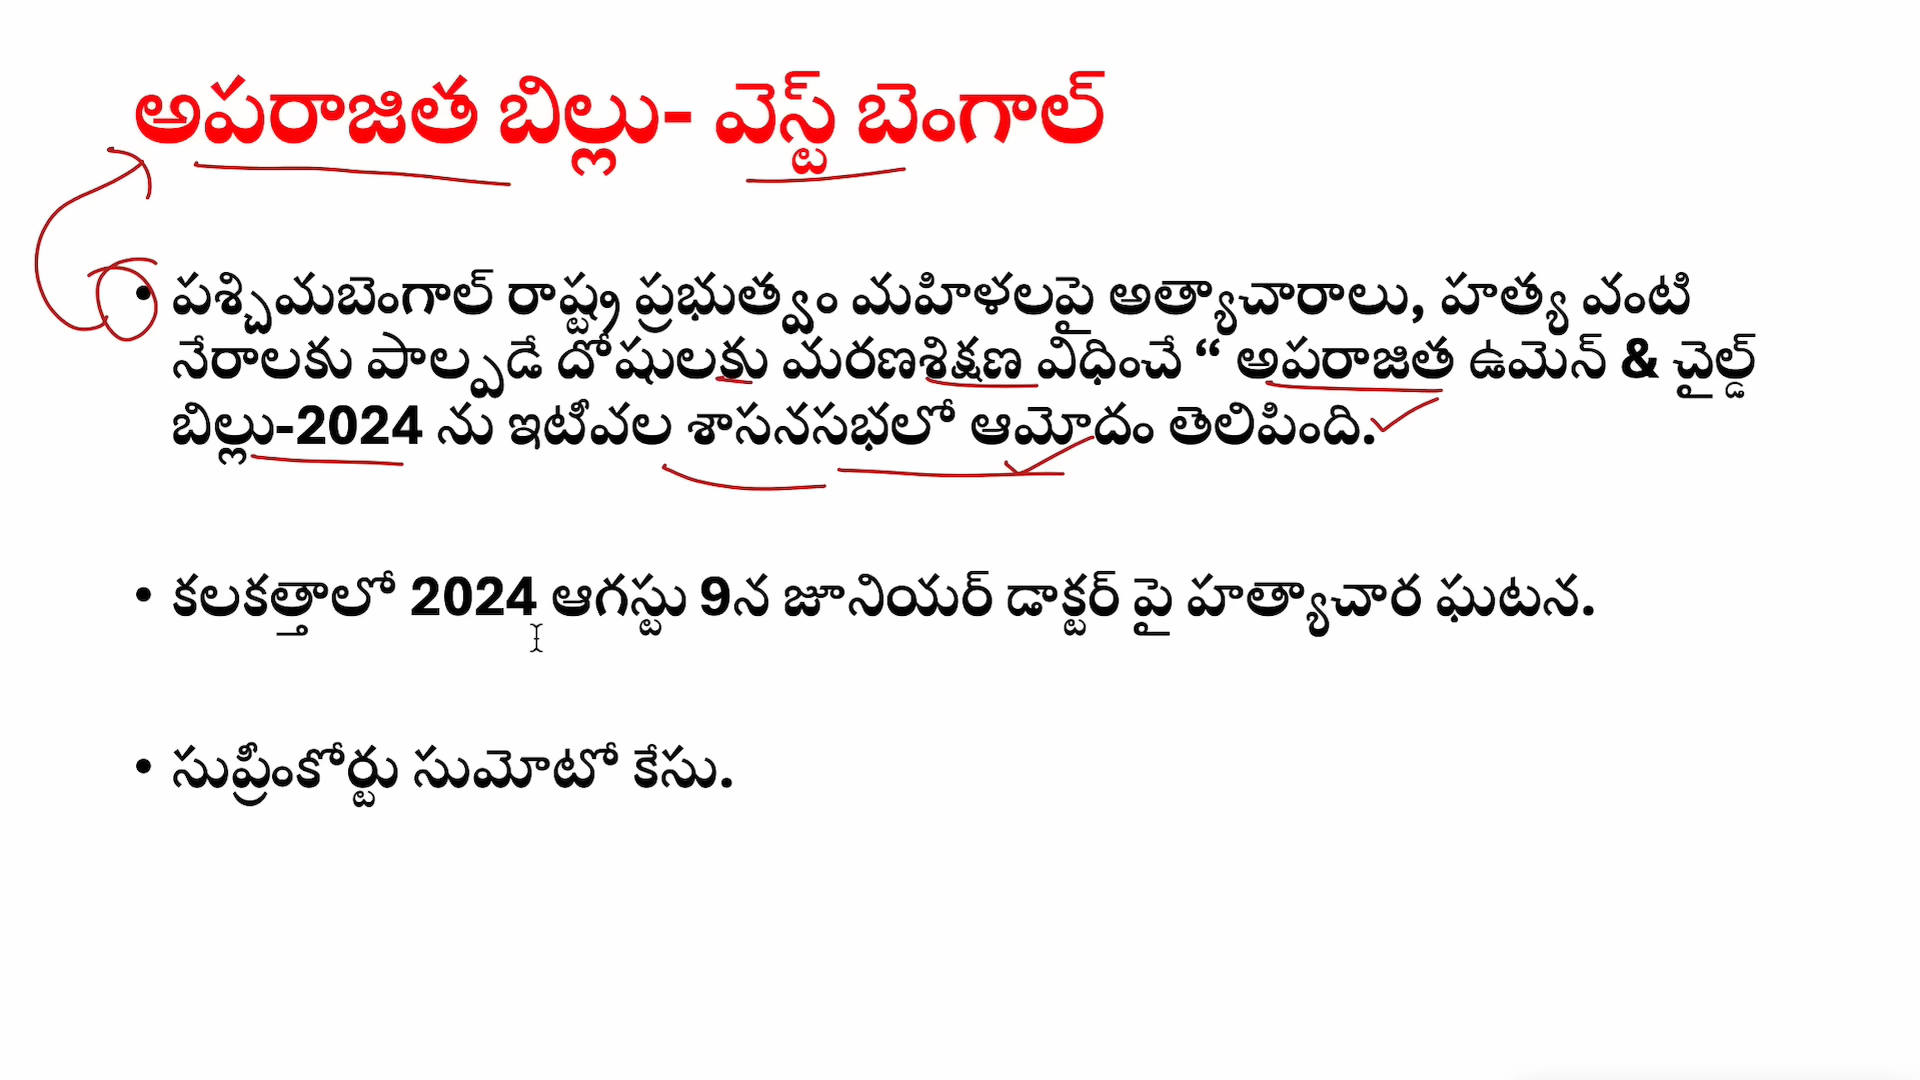 అపరాజిత బిల్లు- వెస్ట్ బెంగాల్
• పశ్చిమబెంగాల్ రాష్ట్ర ప్రభుత్వం మహిళలపై అత్యాచారాలు, హత్య వంటి
నేరాలకు పాల్పడే దోషులకు మరణశిక్షణ విధించే “ అపరాజిత ఉమెన్ & చైల్డ్
బిల్లు-2024 ను ఇటీవల శాసనసభలో ఆమోదం తెలిపింది.
• కలకత్తాలో 2024 ఆగస్టు 9న జూనియర్ డాక్టర్ పై హత్యాచార ఘటన.
• సుప్రీంకోర్టు సుమోటో కేసు.